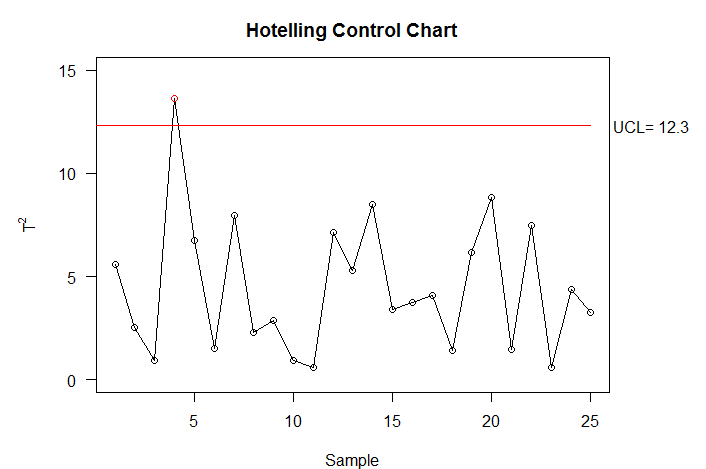 Hotelling Control Chart
15
UCL= 12.3
10
T²
5
0
5 10 15 20 25
Sample